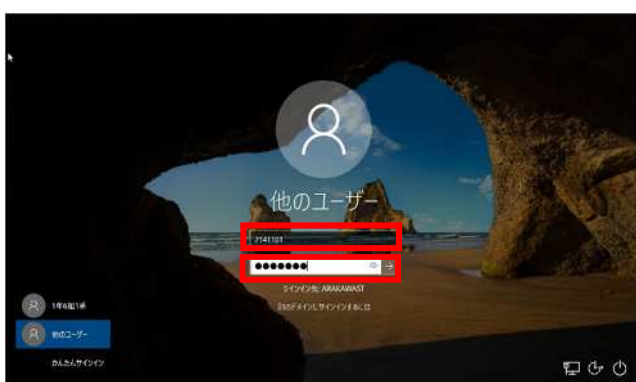 他のユーザー
2141101
●●●●●●●
サインイン先: ARAKAWAST
別のドメインにサインインするには
1年6組1系
他のユーザー
かんたんサインイン